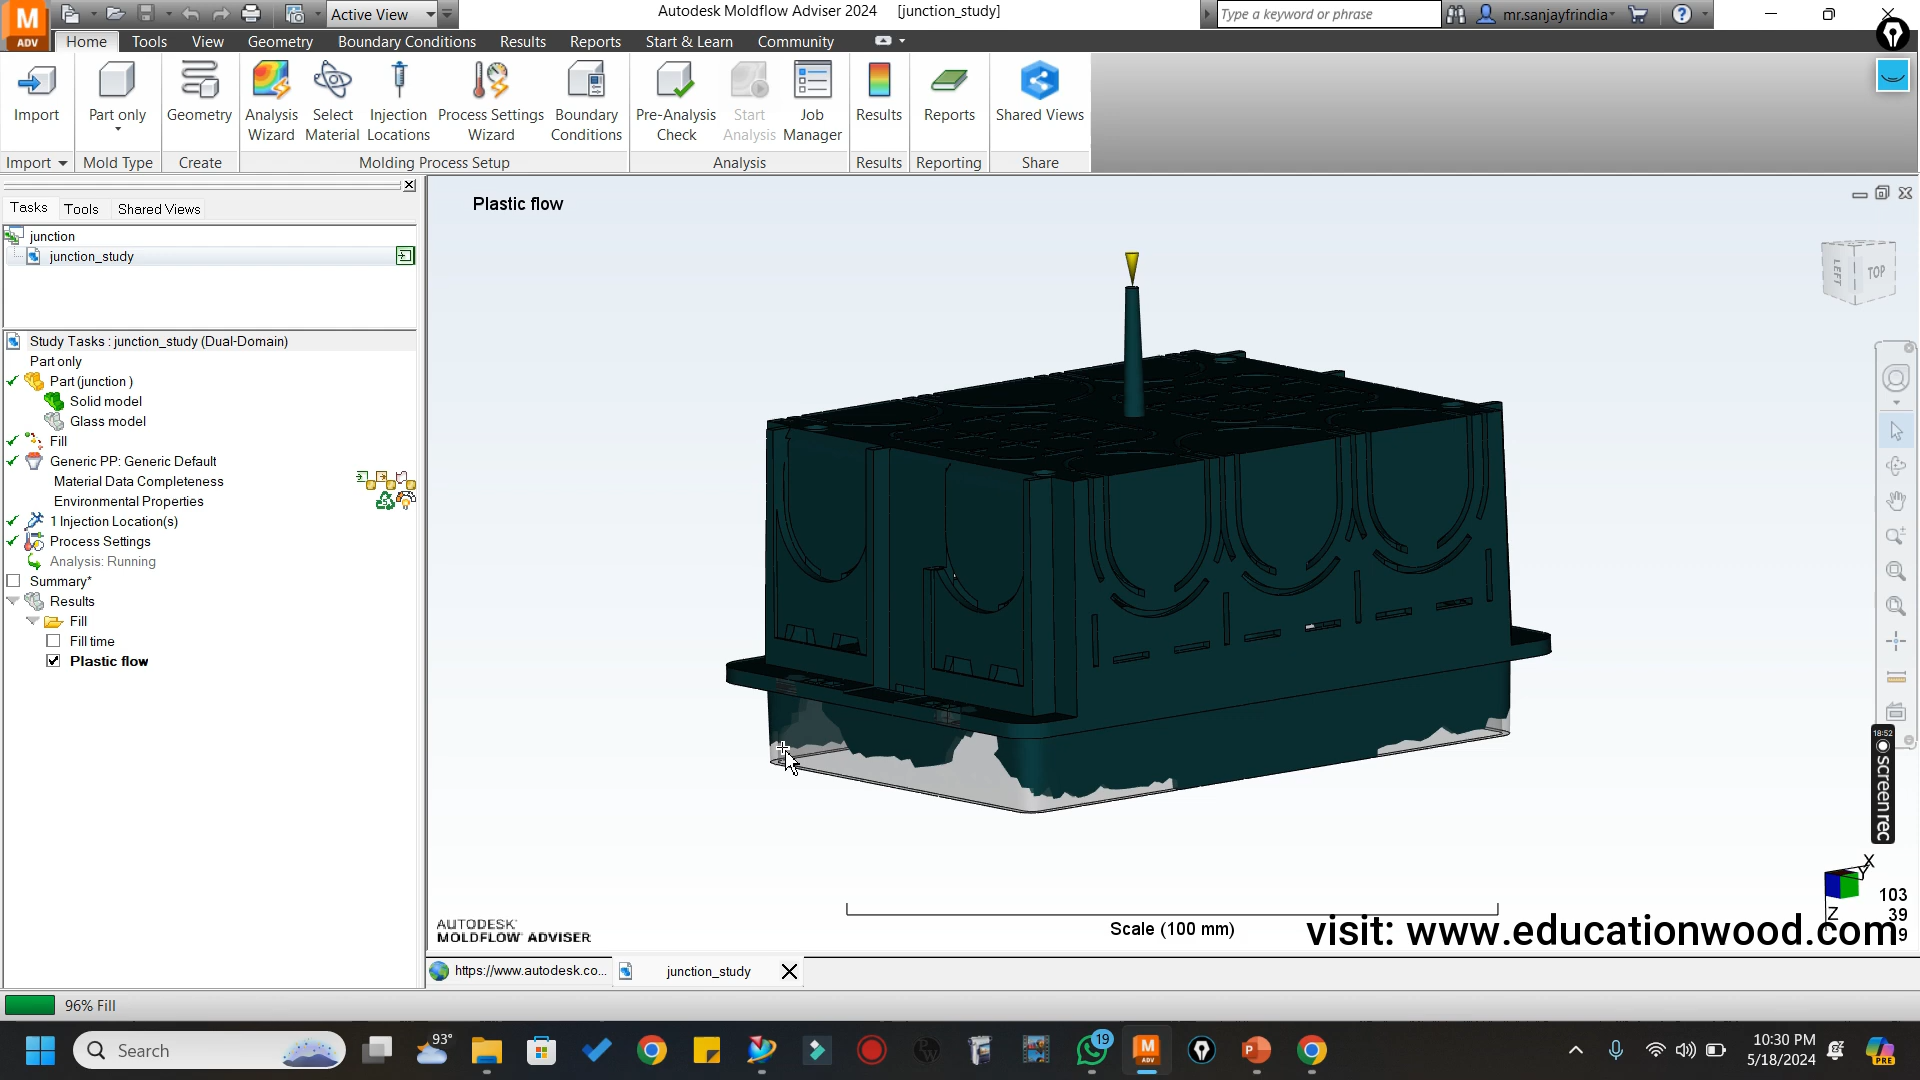 M
ADV
Active View
Autodesk Moldflow Adviser 2024 [junction_study]
Type a keyword or phrase
mr.sanjayfrindia
Home Tools View Geometry Boundary Conditions Results Reports Start & Learn Community
Import
Part only
Geometry
Analysis Wizard
Select Material
Injection Locations
Process Settings Wizard
Boundary Conditions
Pre-Analysis Check
Start Analysis
Job Manager
Results
Reports
Shared Views
Import Mold Type Create Molding Process Setup Analysis Results Reporting Share
Tasks Tools Shared Views
junction
junction_study
Study Tasks : junction_study (Dual-Domain)
Part only
Part (junction )
Solid model
Glass model
Fill
Generic PP: Generic Default
Material Data Completeness
Environmental Properties
1 Injection Location(s)
Process Settings
Analysis: Running
Summary*
Results
Fill
Fill time
Plastic flow
Plastic flow
LEFT TOP
18:52
screenrec
X
Y
Z
103
39
9
Scale (100 mm)
AUTODESK
MOLDFLOW ADVISER
visit: www.educationwood.com
https://www.autodesk.co...
junction_study
96% Fill
Search
93°
19
M
ADV
10:30 PM
5/18/2024
PRE